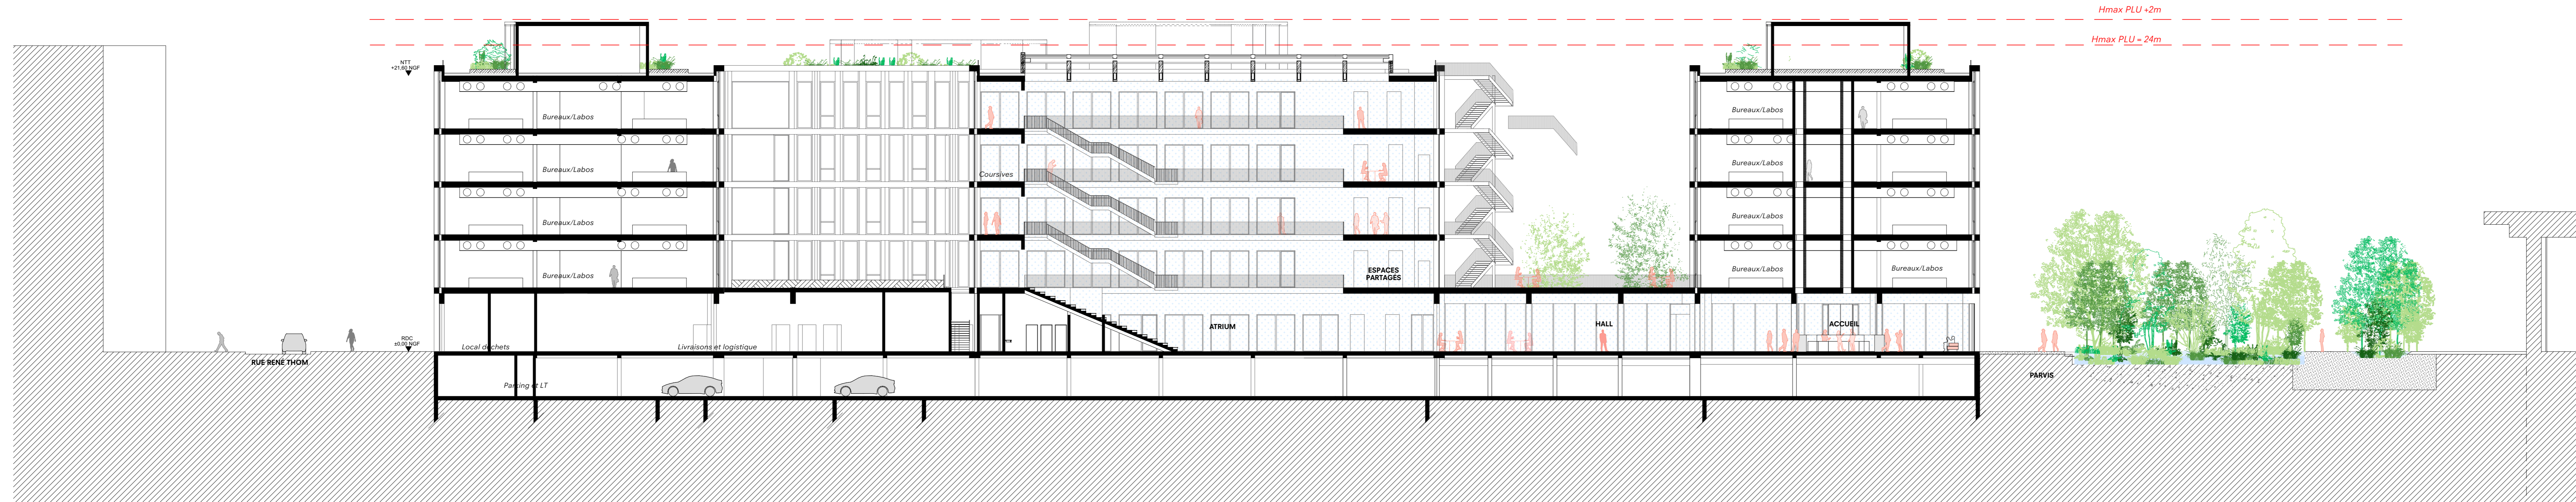 Hmax PLU +2m
Hmax PLU = 24m
NTT
+21,60 NGF
Bureaux/Labos
Bureaux/Labos
Bureaux/Labos
Bureaux/Labos
Coursives
Bureaux/Labos
Bureaux/Labos
Bureaux/Labos
Bureaux/Labos
Bureaux/Labos
ESPACES
PARTAGÉS
ATRIUM
HALL
ACCUEIL
RDC
±0,00 NGF
Local déchets
Livraisons et logistique
RUE RENÉ THOM
PARVIS
Parking et LT